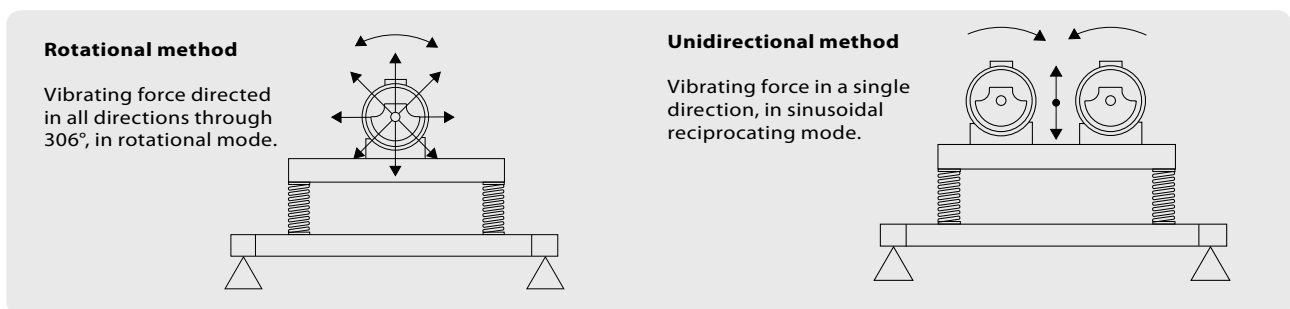 Rotational method
Vibrating force directed
in all directions through
306°, in rotational mode.
Unidirectional method
Vibrating force in a single
direction, in sinusoidal
reciprocating mode.